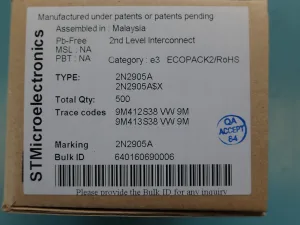 Manufactured under patents or patents pending
Assembled in : Malaysia
Pb-Free 2nd Level Interconnect
MSL : NA
PBT : NA Category : e3 ECOPACK2/RoHS
TYPE: 2N2905A
2N2905A$X
Total Qty: 500
Trace codes 9M412S38 VW 9M
9M413S38 VW 9M
Marking 2N2905A
Bulk ID 640160690006
Please provide the Bulk ID for any inquiry
STMicroelectronics
QA
ACCEPT
64